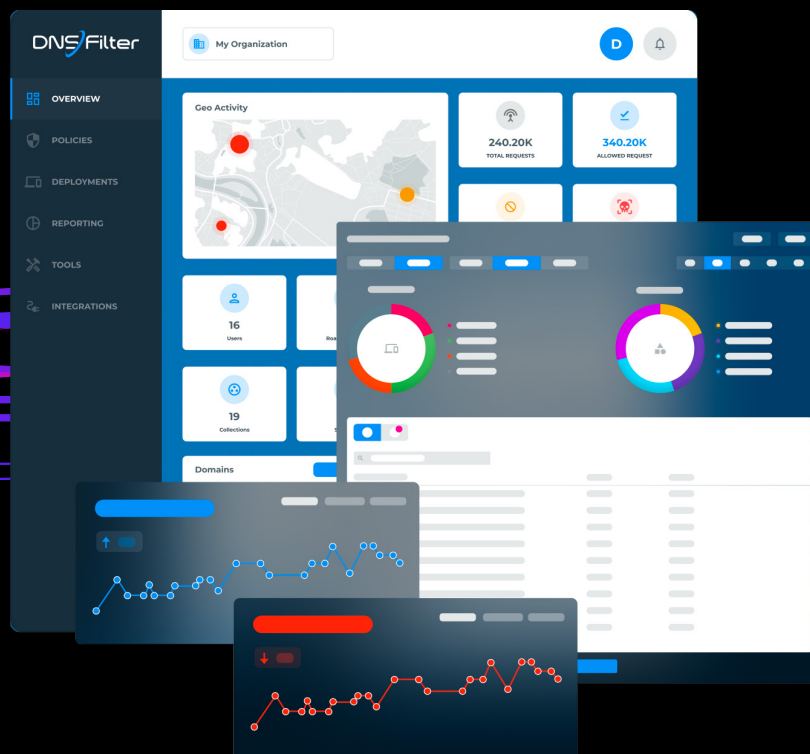 DNSFilter
My Organization
D
OVERVIEW
POLICIES
DEPLOYMENTS
REPORTING
TOOLS
INTEGRATIONS
Geo Activity
240.20K
TOTAL REQUESTS
340.20K
ALLOWED REQUEST
16
Users
19
Collections
Domains